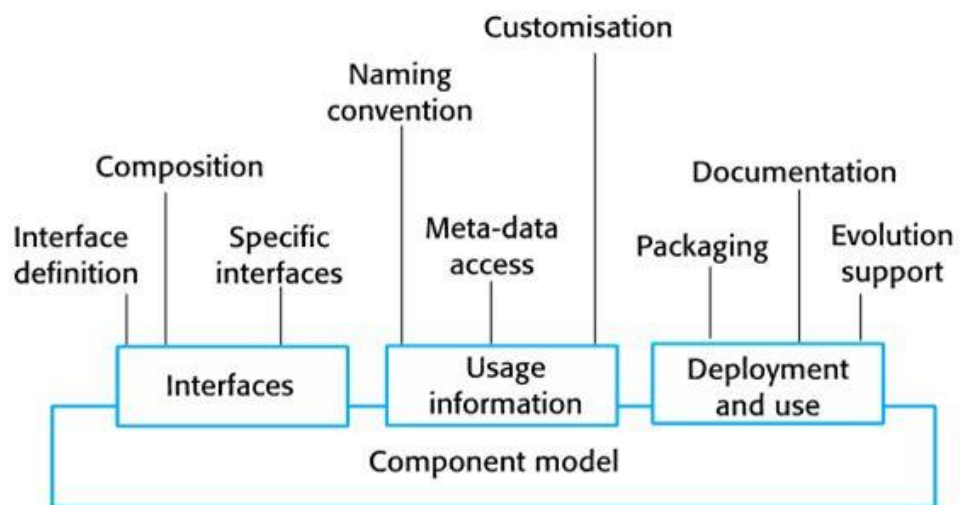 Customisation
Naming
convention
Composition
Documentation
Interface
definition
Specific
interfaces
Meta-data
access
Packaging
Evolution
support
Interfaces
Usage
information
Deployment
and use
Component model